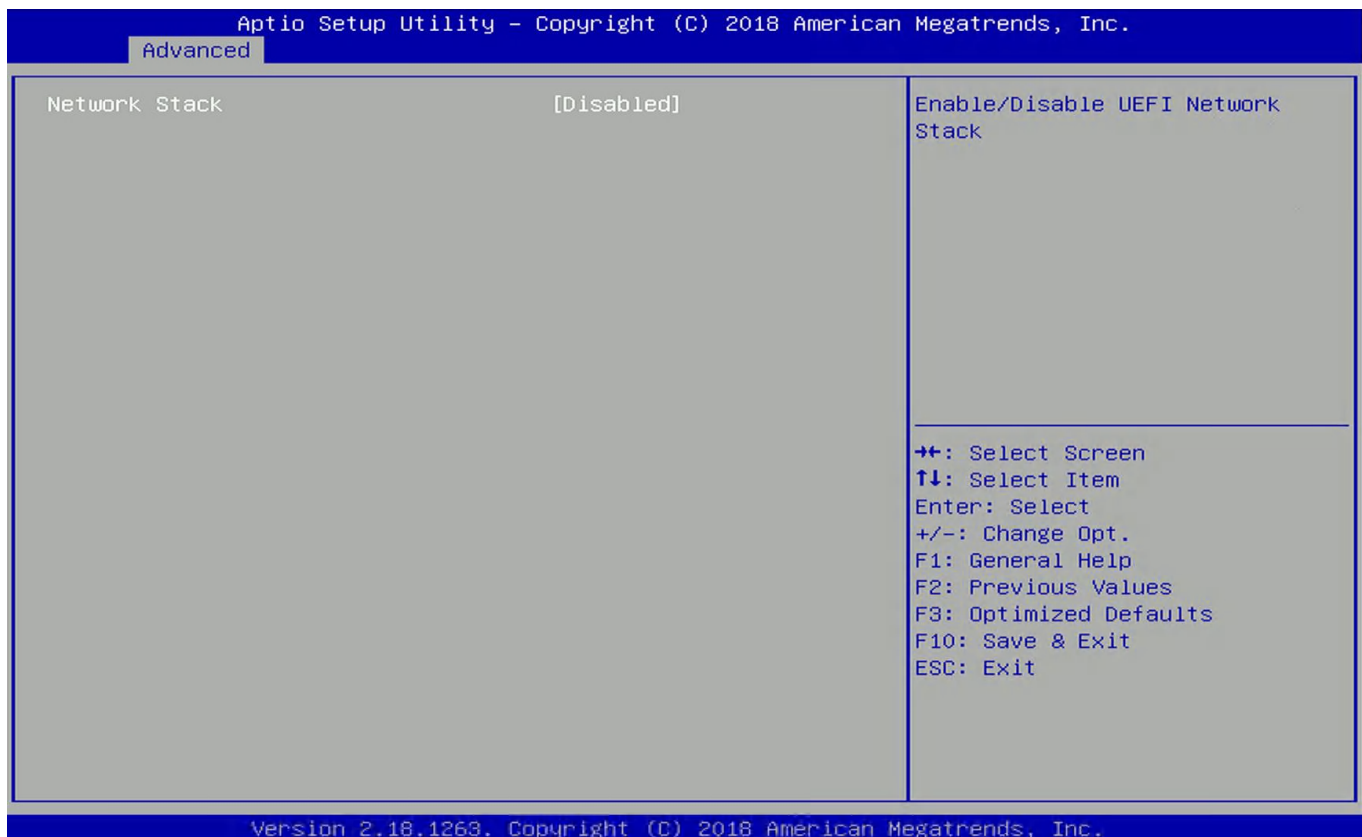 Aptio Setup Utility – Copyright (C) 2018 American Megatrends, Inc.
Advanced
Network Stack [Disabled]
Enable/Disable UEFI Network
Stack
→←: Select Screen
↑↓: Select Item
Enter: Select
+/-: Change Opt.
F1: General Help
F2: Previous Values
F3: Optimized Defaults
F10: Save & Exit
ESC: Exit
Version 2.18.1263. Copyright (C) 2018 American Megatrends, Inc.